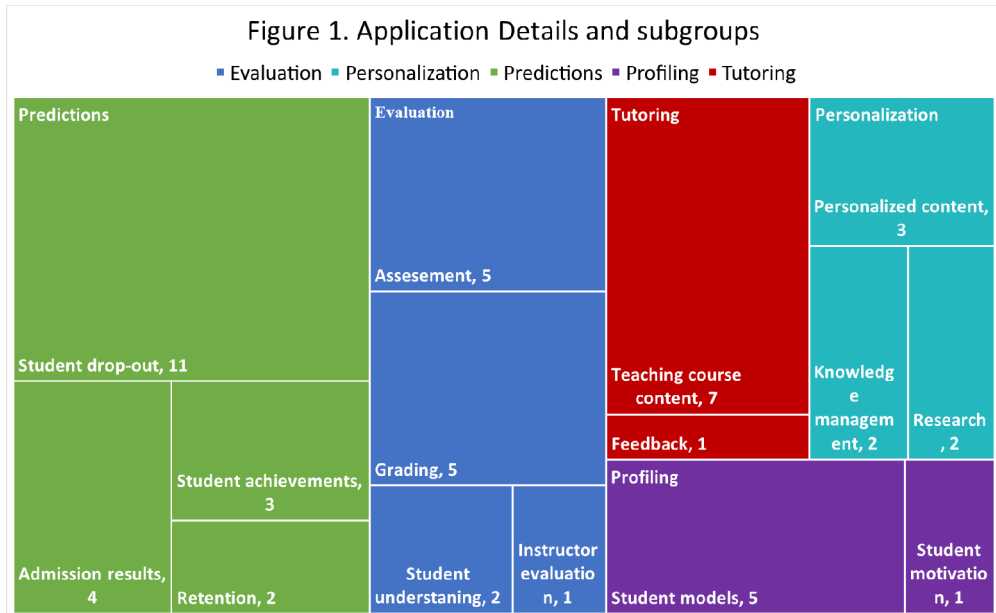 Figure 1. Application Details and subgroups
Evaluation Personalization Predictions Profiling Tutoring
Predictions
Student drop-out, 11
Admission results,
4
Student achievements,
3
Retention, 2
Evaluation
Assesement, 5
Grading, 5
Student
understaning, 2
Instructor
evaluatio
n, 1
Tutoring
Teaching course
content, 7
Feedback, 1
Personalization
Personalized content,
3
Knowledg
e
managem
ent, 2
Research
, 2
Profiling
Student models, 5
Student
motivatio
n, 1